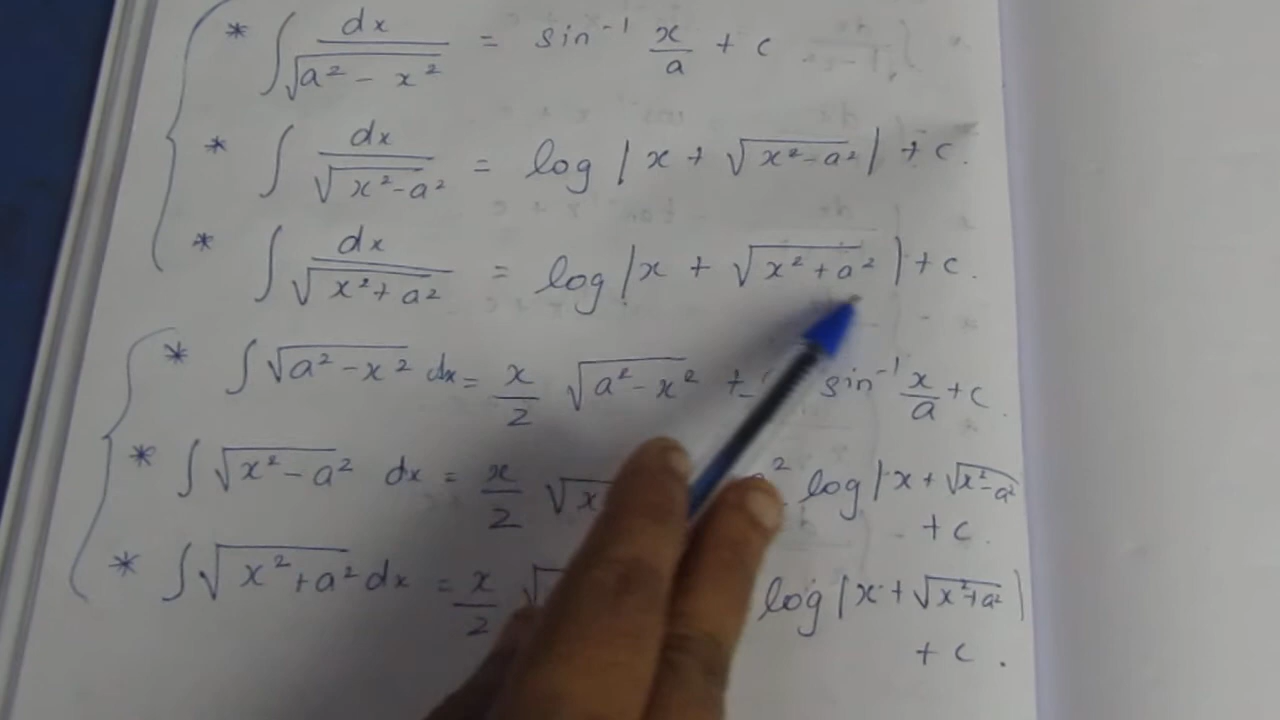 * ∫ dx / √(a² - x²) = sin⁻¹ x/a + c
* ∫ dx / √(x²-a²) = log |x + √(x²-a²)| + c.
* ∫ dx / √(x²+a²) = log |x + √(x²+a²)| + c.
* ∫ √(a²-x²) dx = x/2 √(a²-x²) + sin⁻¹ x/a + c.
* ∫ √(x²-a²) dx = x/2 √x a² log |x + √(x²-a²)
+ c.
* ∫ √(x²+a²) dx = x/2 √ log |x + √(x²+a²)|
+ c.